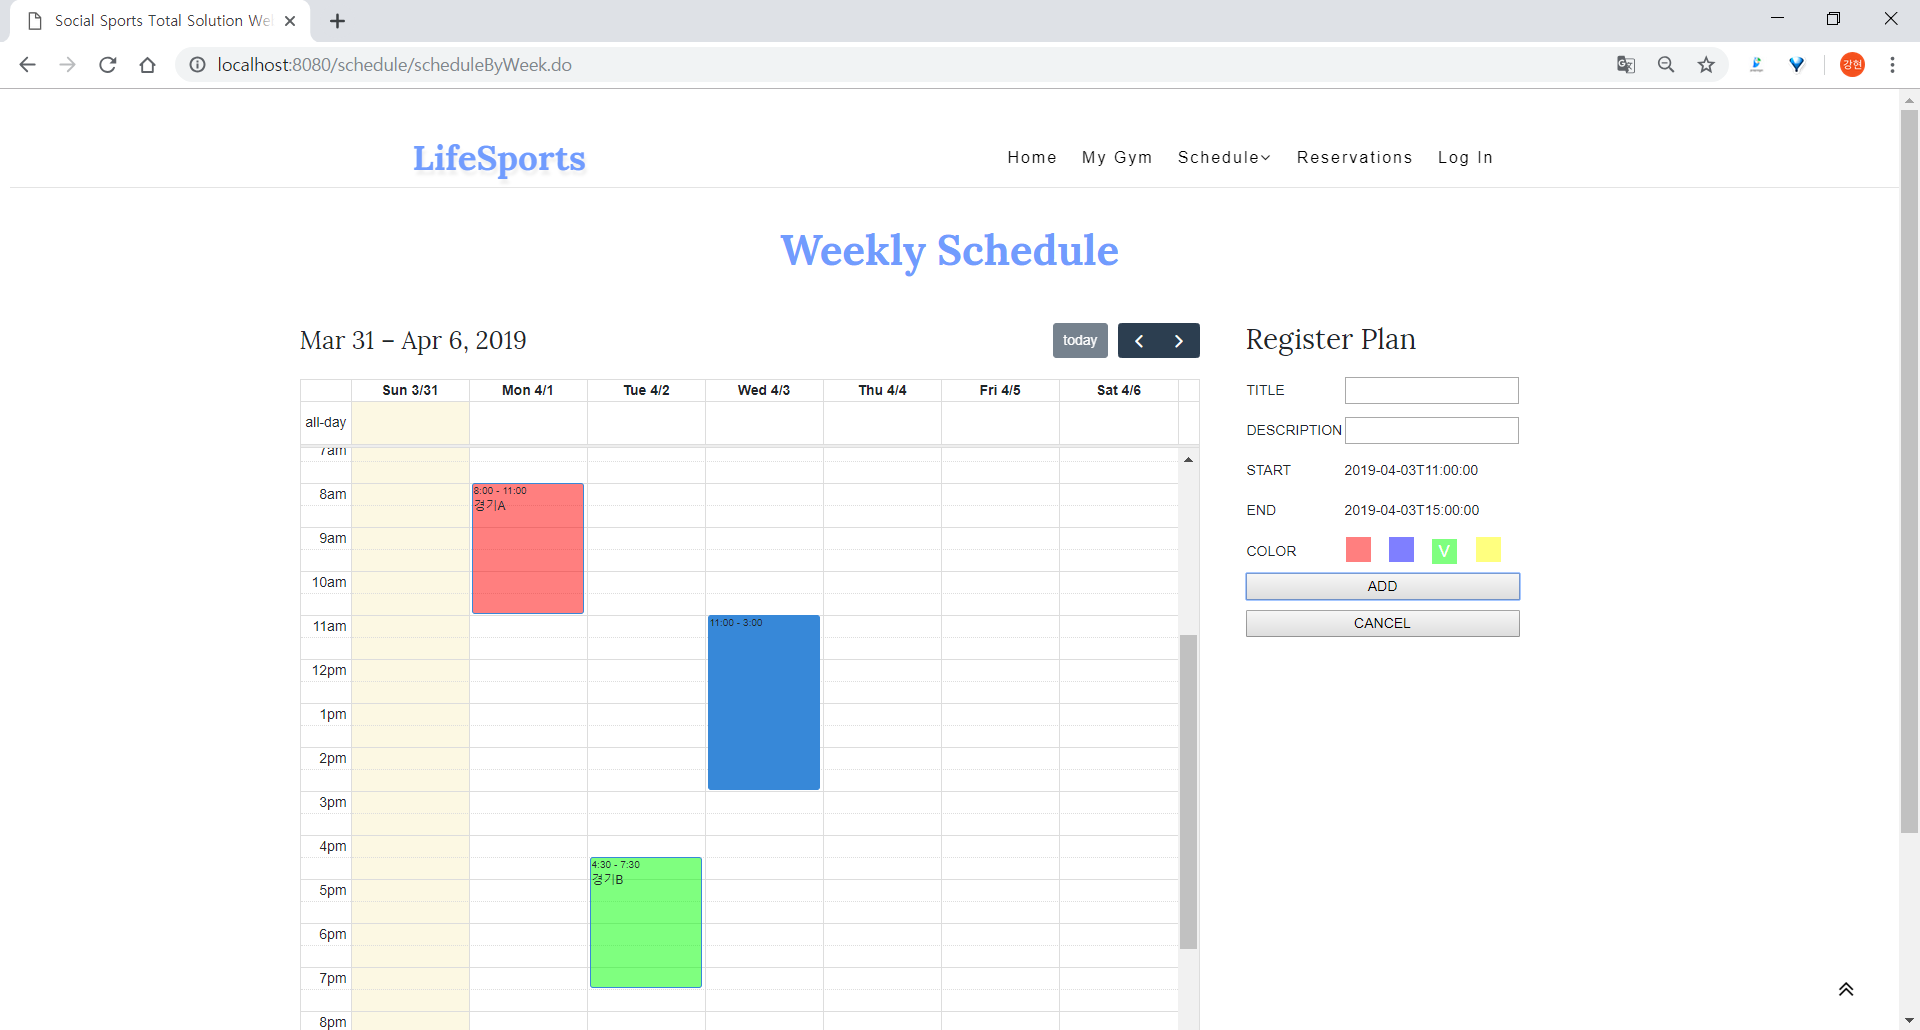 Social Sports Total Solution We
localhost:8080/schedule/scheduleByWeek.do
강현
LifeSports
Home My Gym Schedule Reservations Log In
Weekly Schedule
Mar 31 – Apr 6, 2019
today
Register Plan
Sun 3/31 Mon 4/1 Tue 4/2 Wed 4/3 Thu 4/4 Fri 4/5 Sat 4/6
all-day
7am
8am
9am
10am
11am
12pm
1pm
2pm
3pm
4pm
5pm
6pm
7pm
8pm
8:00 - 11:00
경기A
11:00 - 3:00
4:30 - 7:30
경기B
TITLE
DESCRIPTION
START 2019-04-03T11:00:00
END 2019-04-03T15:00:00
COLOR V
ADD
CANCEL